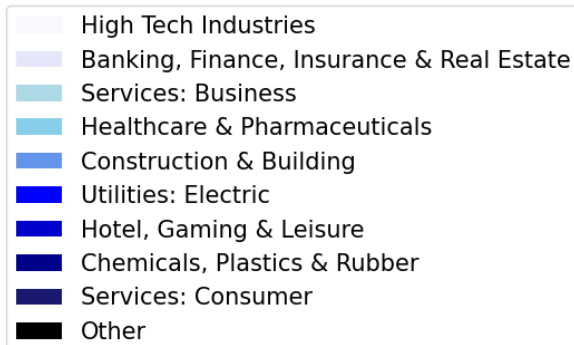 High Tech Industries
Banking, Finance, Insurance & Real Estate
Services: Business
Healthcare & Pharmaceuticals
Construction & Building
Utilities: Electric
Hotel, Gaming & Leisure
Chemicals, Plastics & Rubber
Services: Consumer
Other